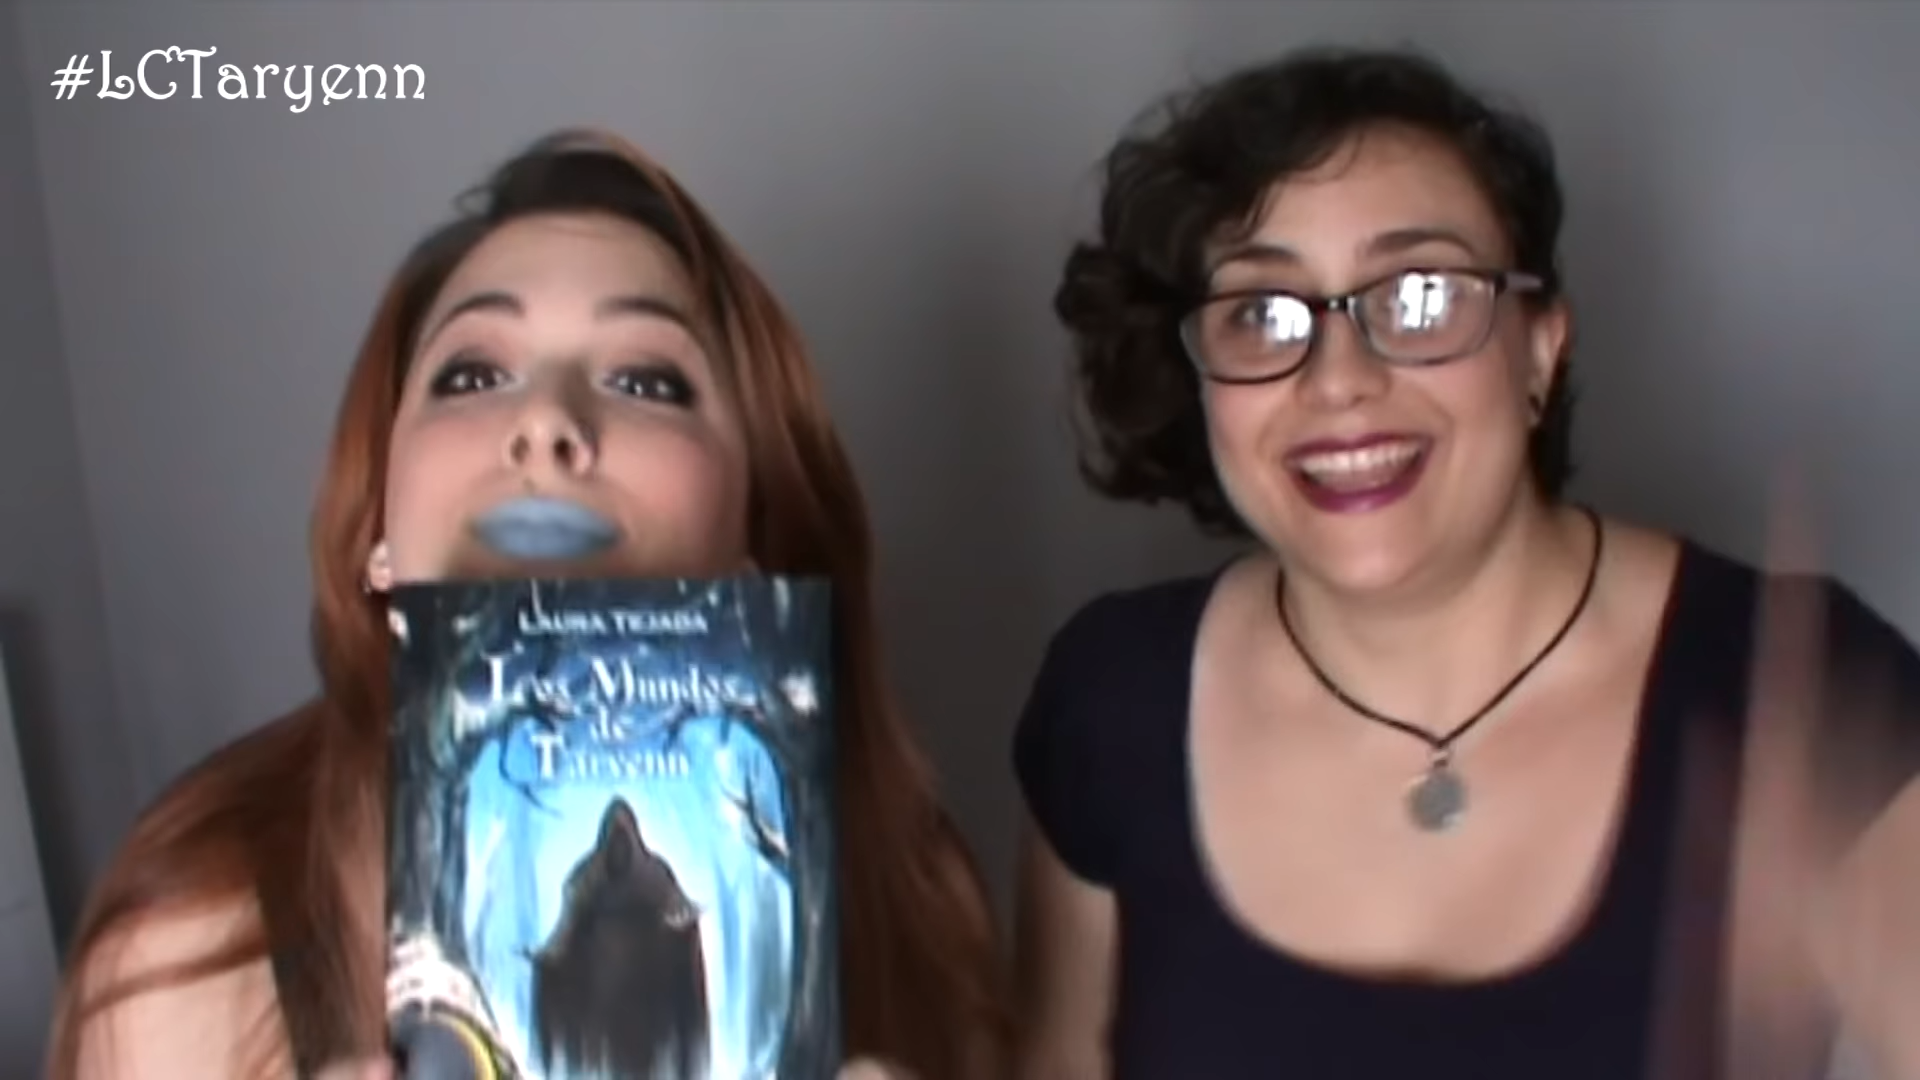 #LCTaryenn
LAURA TEJADA
Los Mundos
de
Taryenn